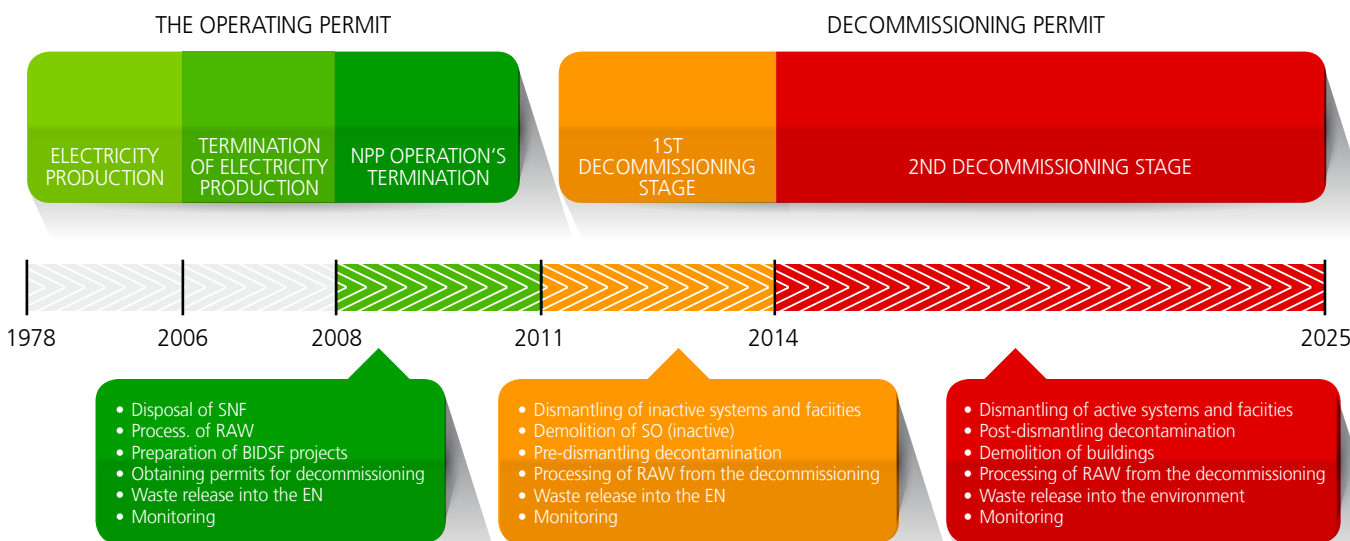 THE OPERATING PERMIT
DECOMMISSIONING PERMIT
ELECTRICITY
PRODUCTION
TERMINATION
OF ELECTRICITY
PRODUCTION
NPP OPERATION'S
TERMINATION
1ST
DECOMMISSIONING
STAGE
2ND DECOMMISSIONING STAGE
1978
2006
2008
2011
2014
2025
• Disposal of SNF
• Process. of RAW
• Preparation of BIDSF projects
• Obtaining permits for decommissioning
• Waste release into the EN
• Monitoring
• Dismantling of inactive systems and faciities
• Demolition of SO (inactive)
• Pre-dismantling decontamination
• Processing of RAW from the decommissioning
• Waste release into the EN
• Monitoring
• Dismantling of active systems and faciities
• Post-dismantling decontamination
• Demolition of buildings
• Processing of RAW from the decommissioning
• Waste release into the environment
• Monitoring